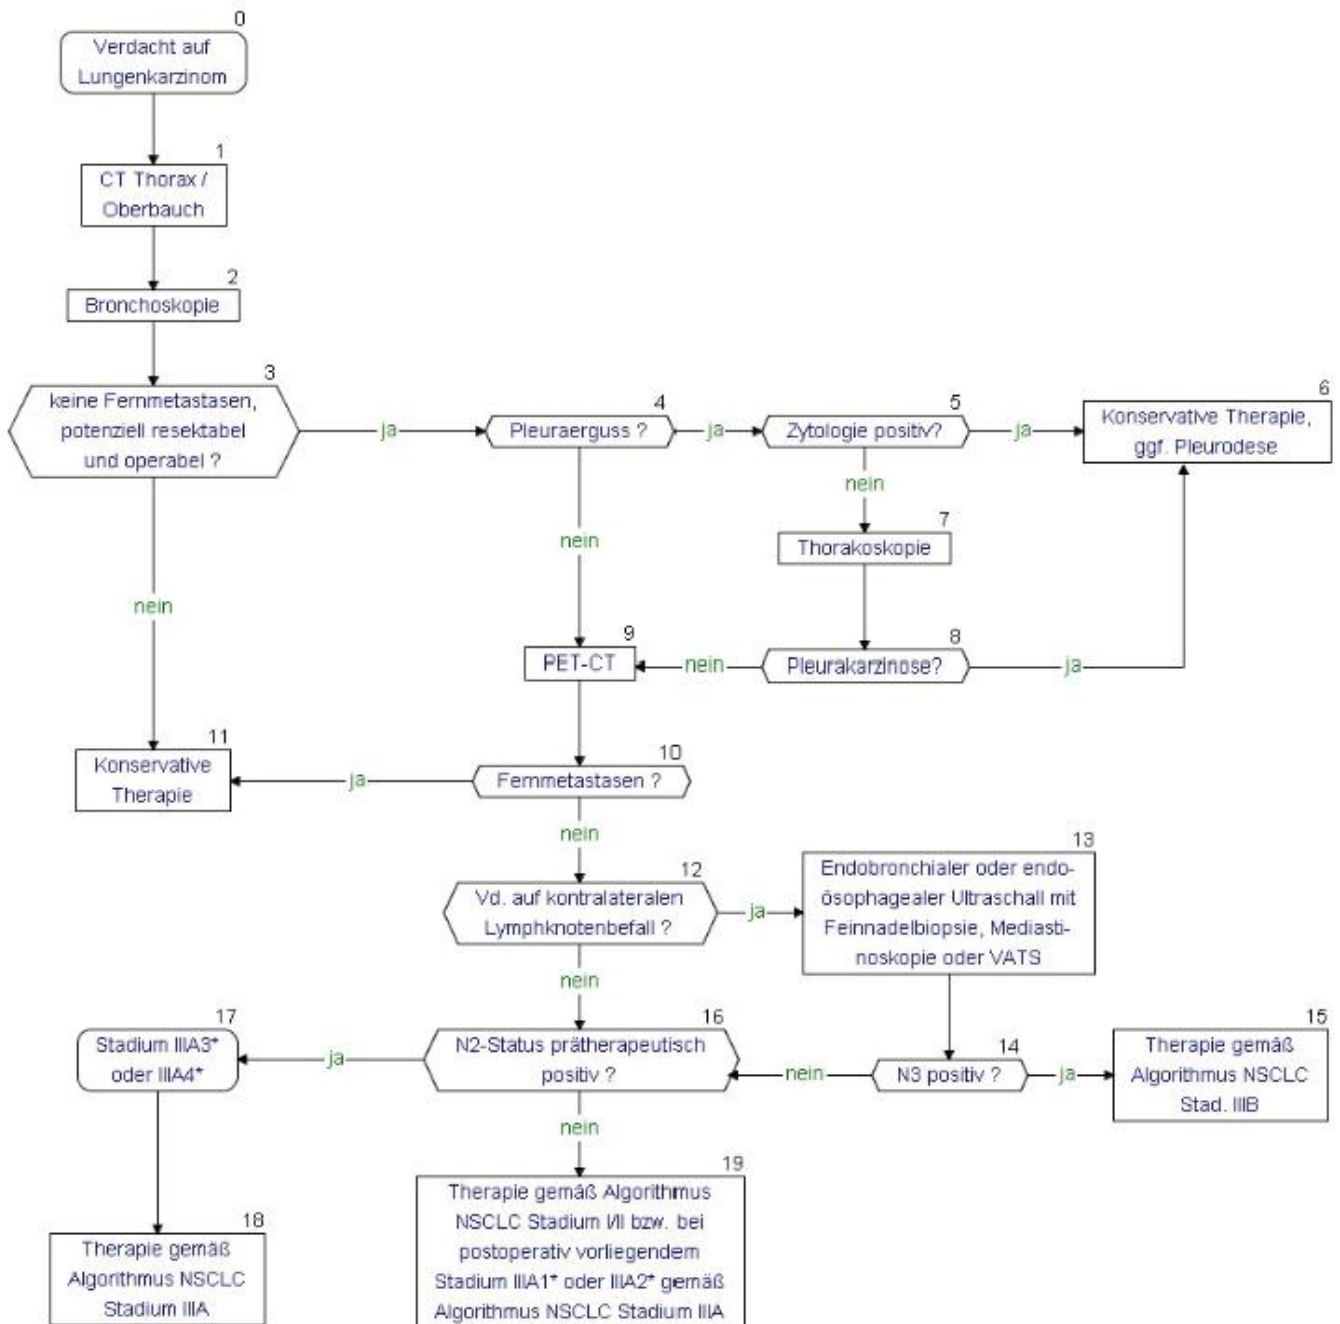 0
Verdacht auf
Lungenkarzinom
1
CT Thorax /
Oberbauch
2
Bronchoskopie
3
keine Fernmetastasen,
potenziell resektabel
und operabel ?
ja
4
Pleuraerguss ?
ja
5
Zytologie positiv?
ja
6
Konservative Therapie,
ggf. Pleurodese
nein
7
Thorakoskopie
nein
nein
8
Pleurakarzinose?
ja
nein
9
PET-CT
10
Fernmetastasen ?
ja
11
Konservative
Therapie
nein
12
Vd. auf kontralateralen
Lymphknotenbefall ?
ja
13
Endobronchialer oder endo-
ösophagealer Ultraschall mit
Feinnadelbiopsie, Mediasti-
noskopie oder VATS
nein
14
N3 positiv ?
ja
15
Therapie gemäß
Algorithmus NSCLC
Stad. IIIB
nein
16
N2-Status prätherapeutisch
positiv ?
ja
17
Stadium IIIA3*
oder IIIA4*
18
Therapie gemäß
Algorithmus NSCLC
Stadium IIIA
nein
19
Therapie gemäß Algorithmus
NSCLC Stadium I/II bzw. bei
postoperativ vorliegendem
Stadium IIIA1* oder IIIA2* gemäß
Algorithmus NSCLC Stadium IIIA